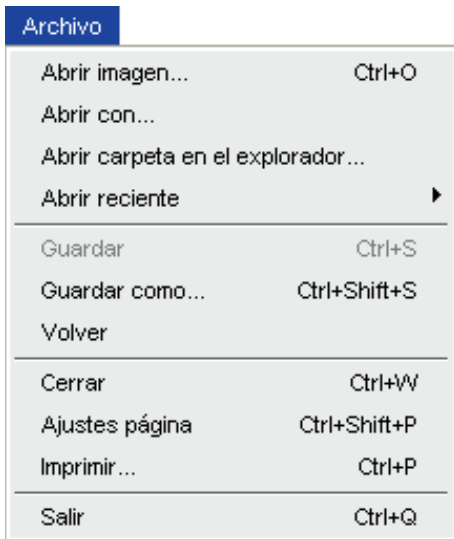 Archivo
Abrir imagen... Ctrl+O
Abrir con...
Abrir carpeta en el explorador...
Abrir reciente
Guardar Ctrl+S
Guardar como... Ctrl+Shift+S
Volver
Cerrar Ctrl+W
Ajustes página Ctrl+Shift+P
Imprimir... Ctrl+P
Salir Ctrl+Q